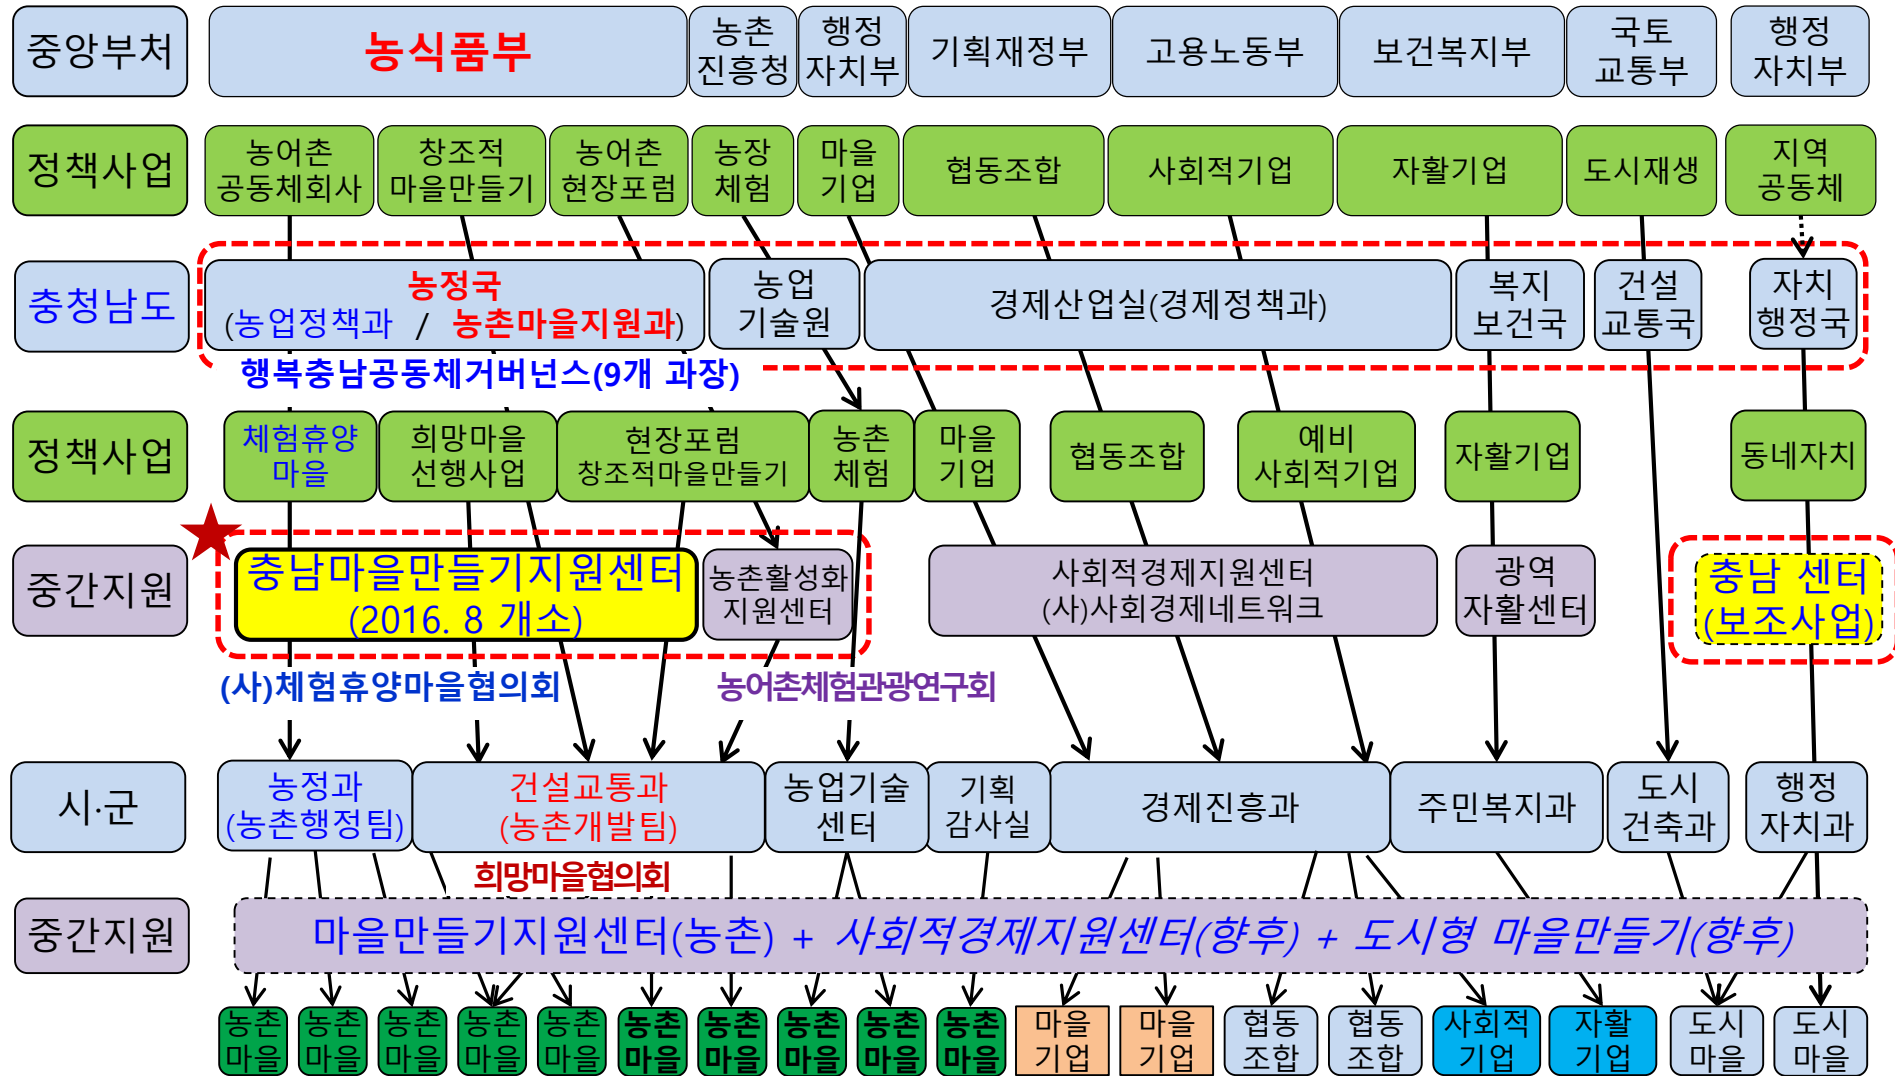 중앙부처
농식품부
농촌
진흥청
행정
자치부
기획재정부
고용노동부
보건복지부
국토
교통부
행정
자치부
정책사업
농어촌
공동체회사
창조적
마을만들기
농어촌
현장포럼
농장
체험
마을
기업
협동조합
사회적기업
자활기업
도시재생
지역
공동체
충청남도
농정국
(농업정책과 / 농촌마을지원과)
농업
기술원
경제산업실(경제정책과)
복지
보건국
건설
교통국
자치
행정국
행복충남공동체거버넌스(9개 과장)
정책사업
체험휴양
마을
희망마을
선행사업
현장포럼
창조적마을만들기
농촌
체험
마을
기업
협동조합
예비
사회적기업
자활기업
동네자치
중간지원
충남마을만들기지원센터
(2016. 8 개소)
농촌활성화
지원센터
사회적경제지원센터
(사)사회경제네트워크
광역
자활센터
충남 센터
(보조사업)
(사)체험휴양마을협의회
농어촌체험관광연구회
시·군
농정과
(농촌행정팀)
건설교통과
(농촌개발팀)
농업기술
센터
기획
감사실
경제진흥과
주민복지과
도시
건축과
행정
자치과
희망마을협의회
중간지원
마을만들기지원센터(농촌) + 사회적경제지원센터(향후) + 도시형 마을만들기(향후)
농촌
마을
농촌
마을
농촌
마을
농촌
마을
농촌
마을
농촌
마을
농촌
마을
농촌
마을
농촌
마을
농촌
마을
마을
기업
마을
기업
협동
조합
협동
조합
사회적
기업
자활
기업
도시
마을
도시
마을